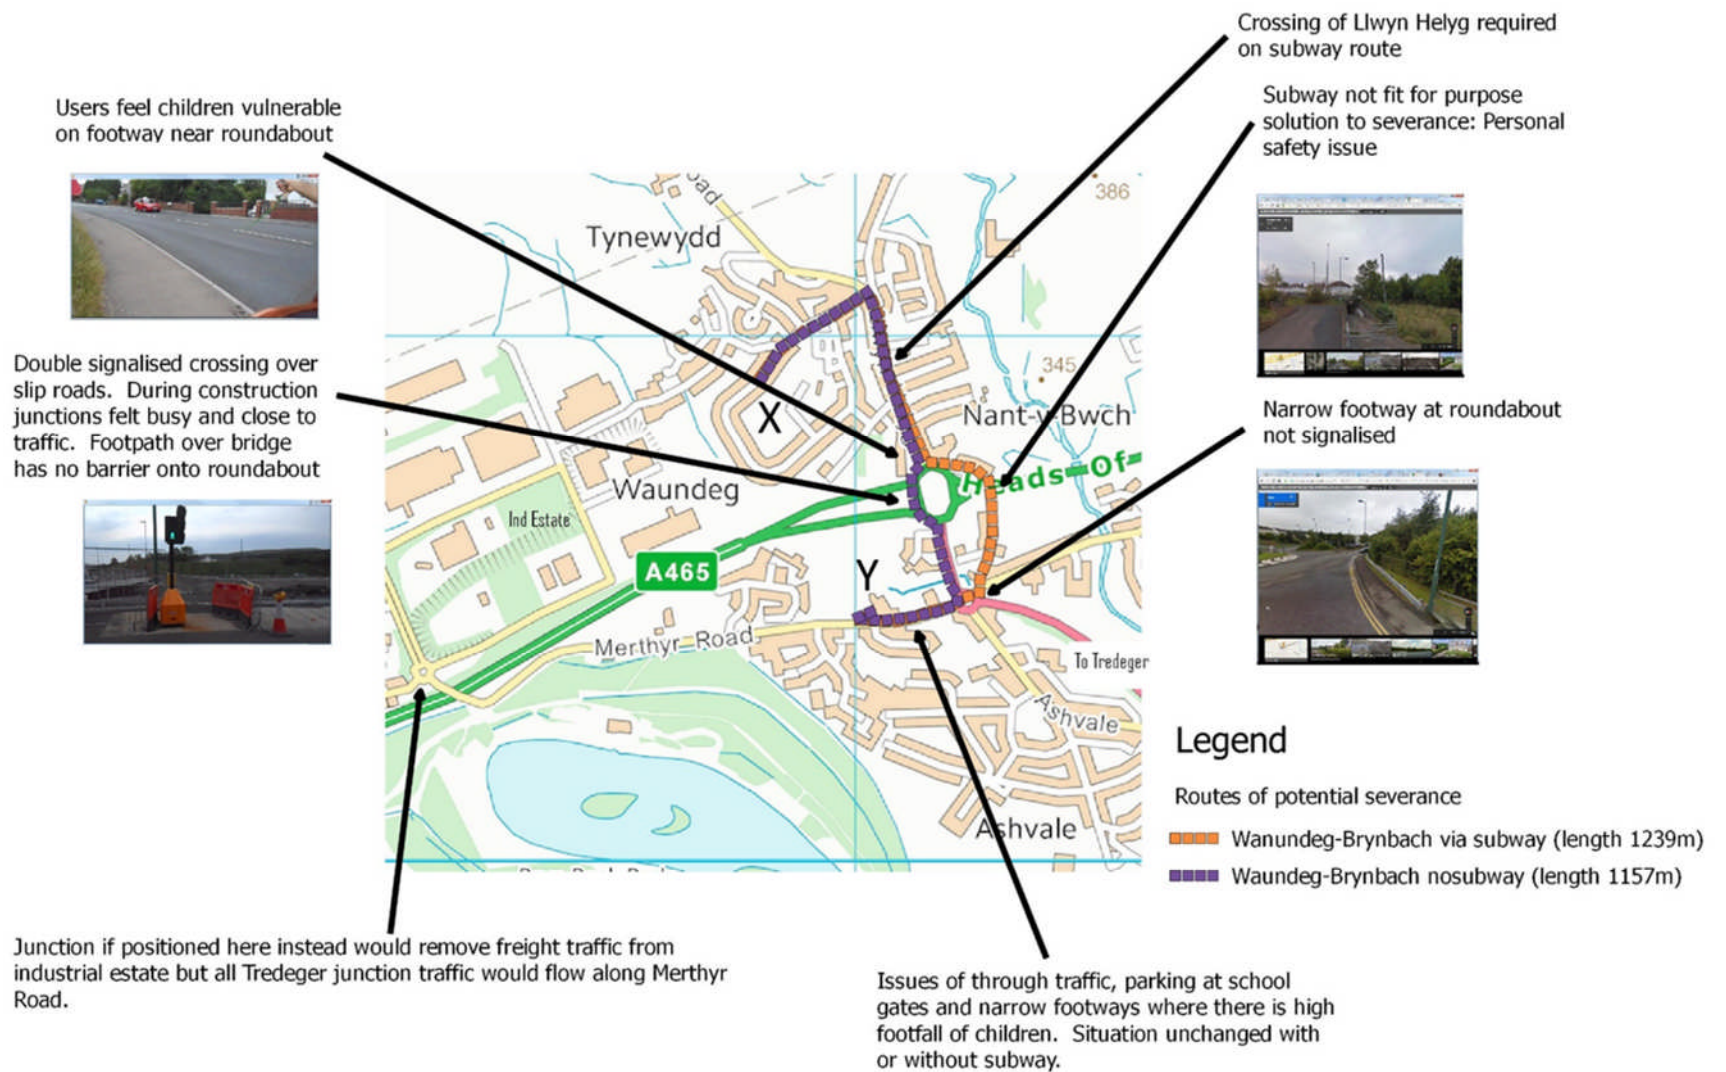 Crossing of Llwyn Helyg required
on subway route
Users feel children vulnerable
on footway near roundabout
Subway not fit for purpose
solution to severance: Personal
safety issue
Double signalised crossing over
slip roads. During construction
junctions felt busy and close to
traffic. Footpath over bridge
has no barrier onto roundabout
Narrow footway at roundabout
not signalised
oad
386
Tynewydd
345
X
Nant-y-Bwch
Heads-Of-
Waundeg
Ind Estate
A465
Y
Merthyr Road
To Tredeger
Ashvale
Ashvale
Legend
Routes of potential severance
Wanundeg-Brynbach via subway (length 1239m)
Waundeg-Brynbach nosubway (length 1157m)
Junction if positioned here instead would remove freight traffic from
industrial estate but all Tredeger junction traffic would flow along Merthyr
Road.
Issues of through traffic, parking at school
gates and narrow footways where there is high
footfall of children. Situation unchanged with
or without subway.